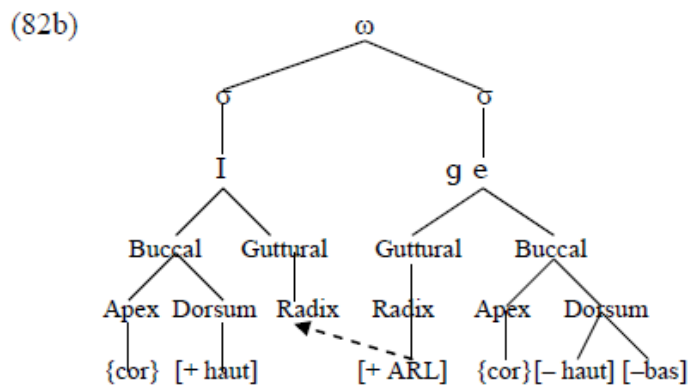 (82b)
ω
σ σ
I g e
Buccal Guttural Guttural Buccal
Apex Dorsum Radix Radix Apex Dorsum
{cor} [+ haut] [+ ARL] {cor} [– haut] [–bas]